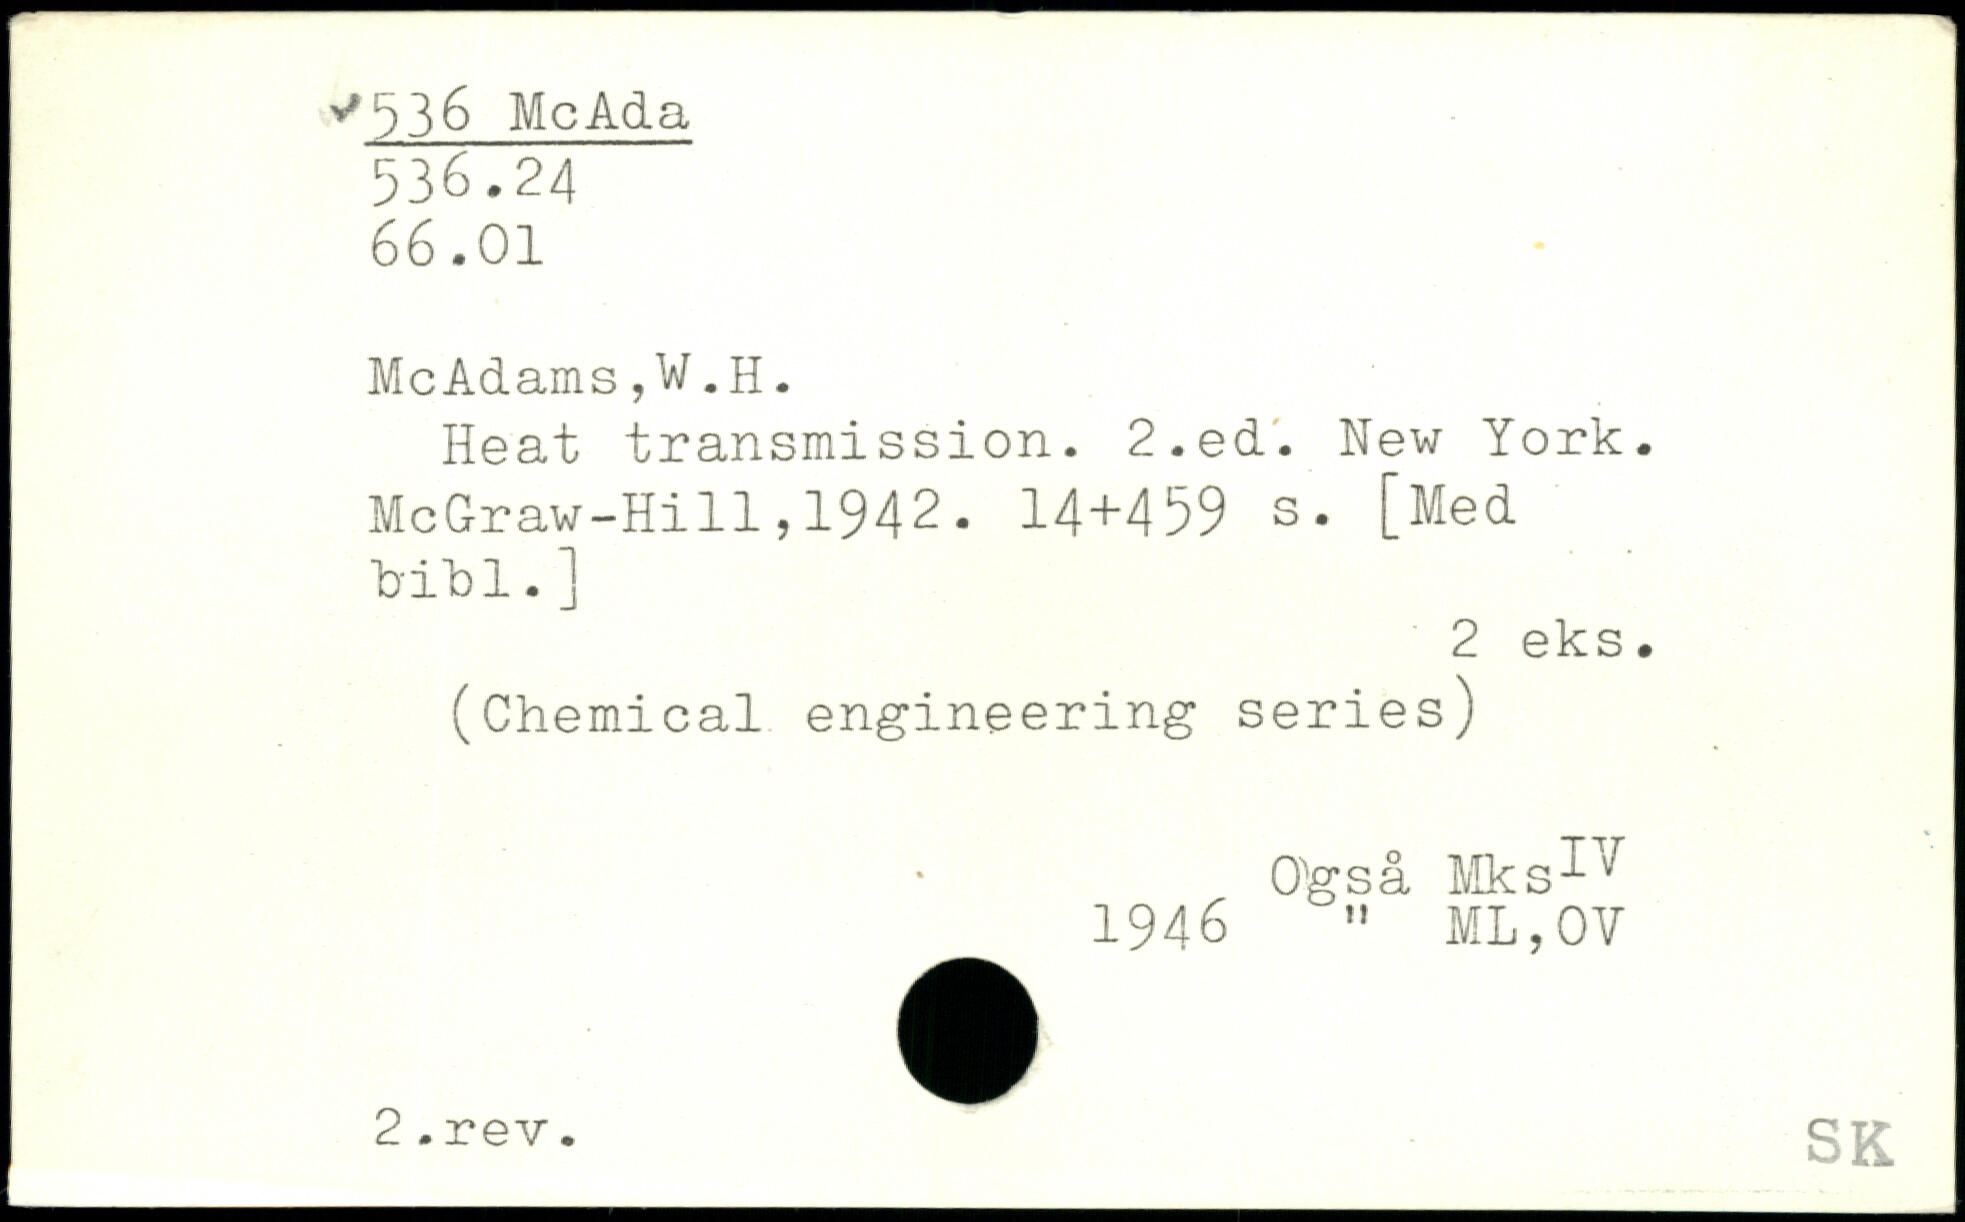 536 McAda
536.24
66.01
McAdams,W.H.
Heat transmission. 2.ed. New York.
McGraw-Hill,1942. 14+459 s. [Med
bibl.]
2 eks.
(Chemical engineering series)
Også MksIV
1946 " ML,OV
2.rev.
SK